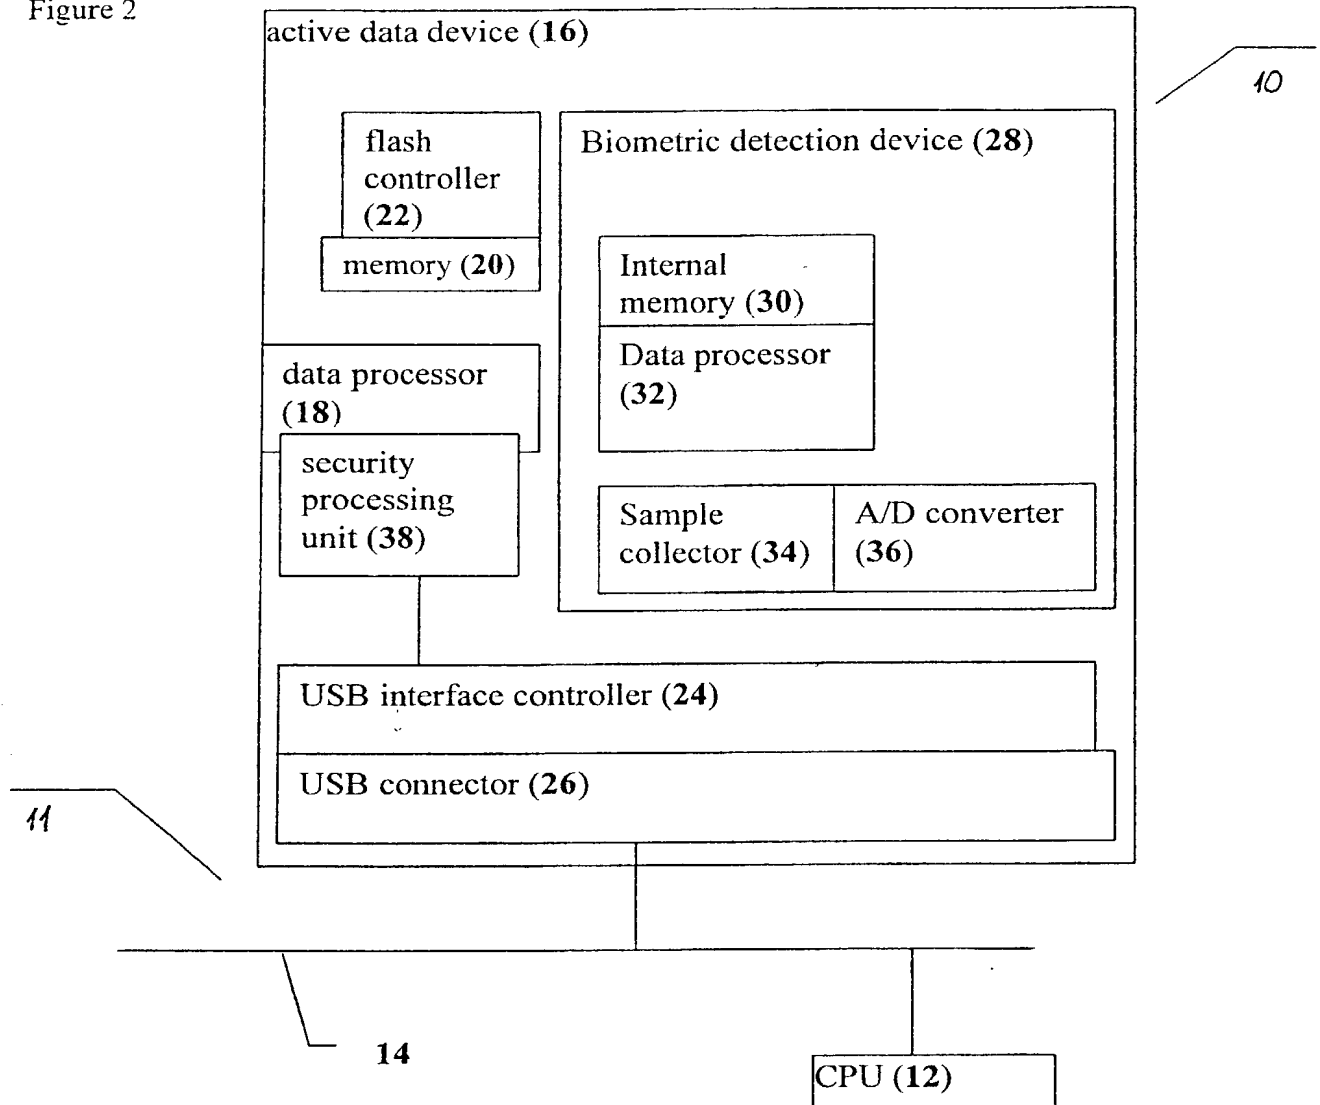 Figure 2
active data device (16)
10
flash
controller
(22)
memory (20)
Biometric detection device (28)
Internal
memory (30)
Data processor
(32)
data processor
(18)
security
processing
unit (38)
Sample
collector (34)
A/D converter
(36)
USB interface controller (24)
USB connector (26)
11
14
CPU (12)